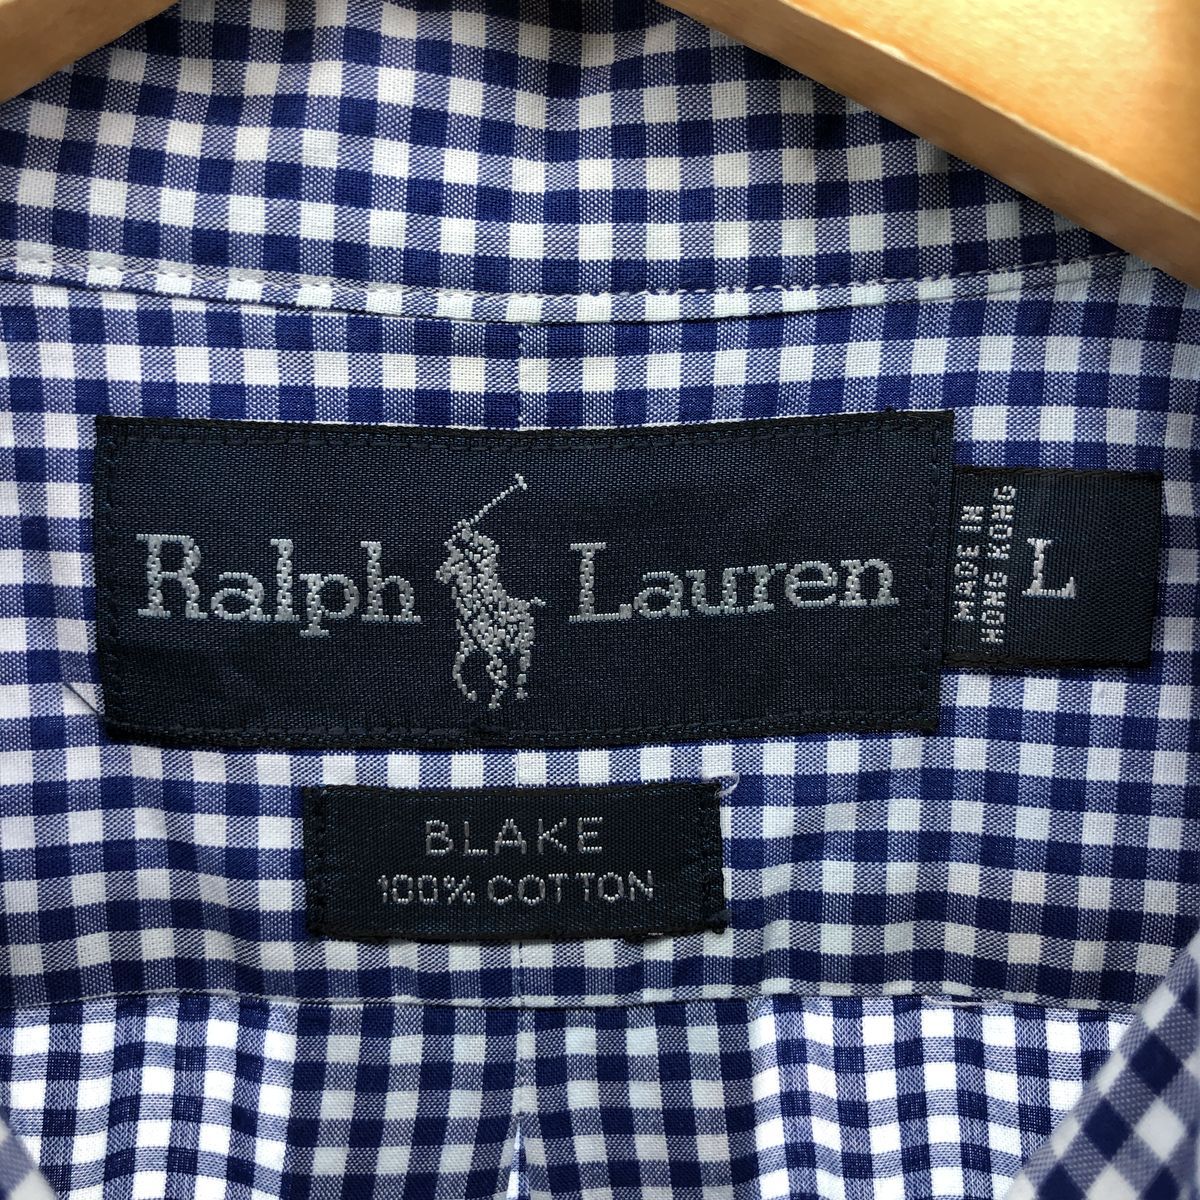 Ralph Lauren
MADE IN
HONG KONG
L
BLAKE
100% COTTON